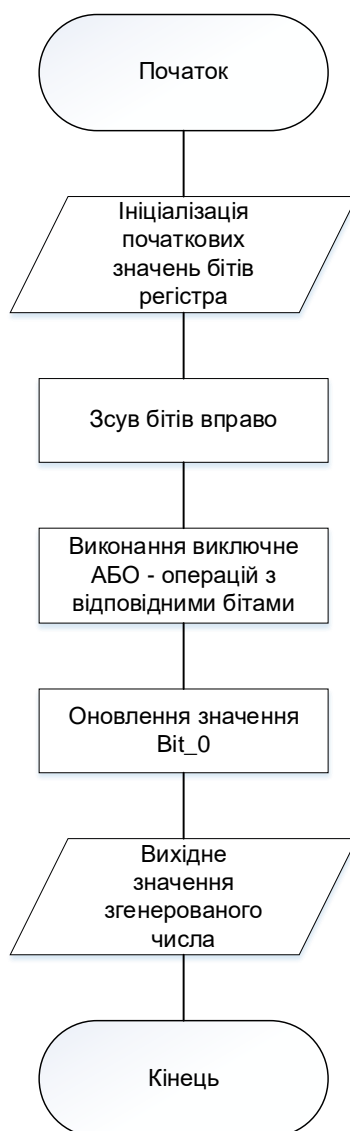 Початок
Ініціалізація
початкових
значень бітів
регістра
Зсув бітів вправо
Виконання виключне
АБО - операцій з
відповідними бітами
Оновлення значення
Bit_0
Вихідне
значення
згенерованого
числа
Кінець